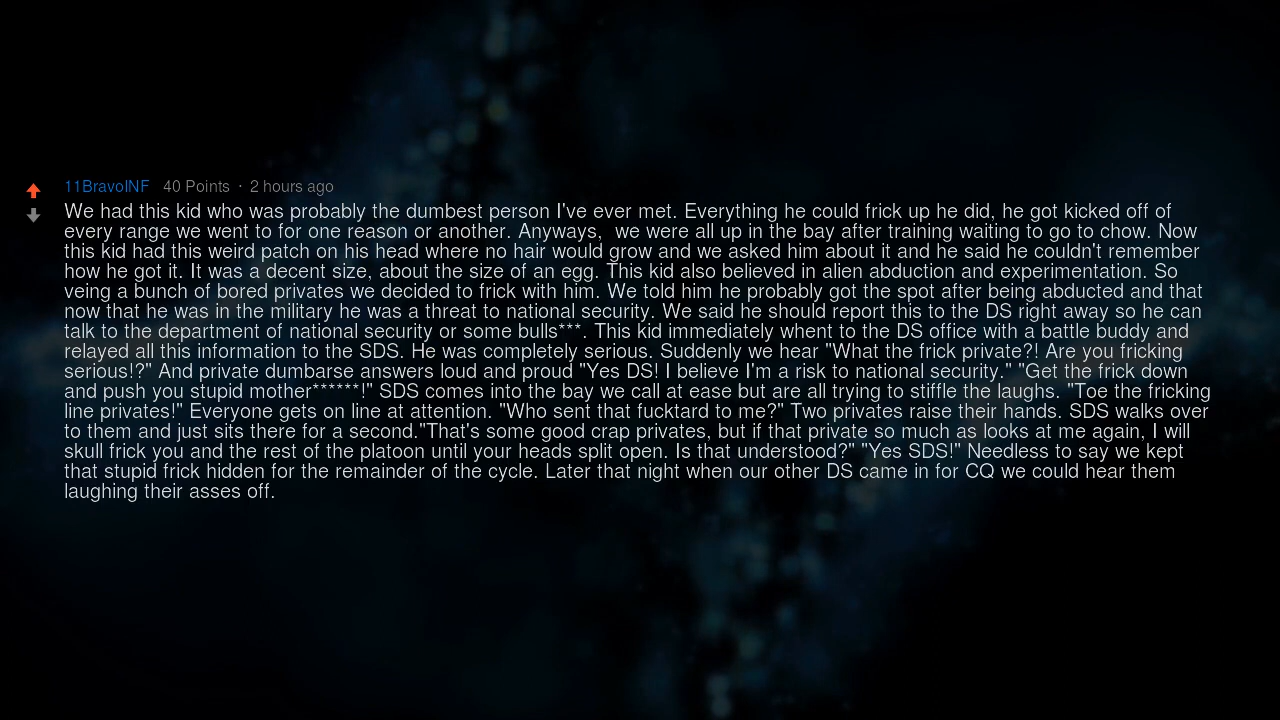 11BravoINF 40 Points · 2 hours ago
We had this kid who was probably the dumbest person I've ever met. Everything he could frick up he did, he got kicked off of
every range we went to for one reason or another. Anyways,  we were all up in the bay after training waiting to go to chow. Now
this kid had this weird patch on his head where no hair would grow and we asked him about it and he said he couldn't remember
how he got it. It was a decent size, about the size of an egg. This kid also believed in alien abduction and experimentation. So
veing a bunch of bored privates we decided to frick with him. We told him he probably got the spot after being abducted and that
now that he was in the military he was a threat to national security. We said he should report this to the DS right away so he can
talk to the department of national security or some bulls***. This kid immediately whent to the DS office with a battle buddy and
relayed all this information to the SDS. He was completely serious. Suddenly we hear "What the frick private?! Are you fricking
serious!?" And private dumbarse answers loud and proud "Yes DS! I believe I'm a risk to national security." "Get the frick down
and push you stupid mother******!" SDS comes into the bay we call at ease but are all trying to stiffle the laughs. "Toe the fricking
line privates!" Everyone gets on line at attention. "Who sent that fucktard to me?" Two privates raise their hands. SDS walks over
to them and just sits there for a second."That's some good crap privates, but if that private so much as looks at me again, I will
skull frick you and the rest of the platoon until your heads split open. Is that understood?" "Yes SDS!" Needless to say we kept
that stupid frick hidden for the remainder of the cycle. Later that night when our other DS came in for CQ we could hear them
laughing their asses off.